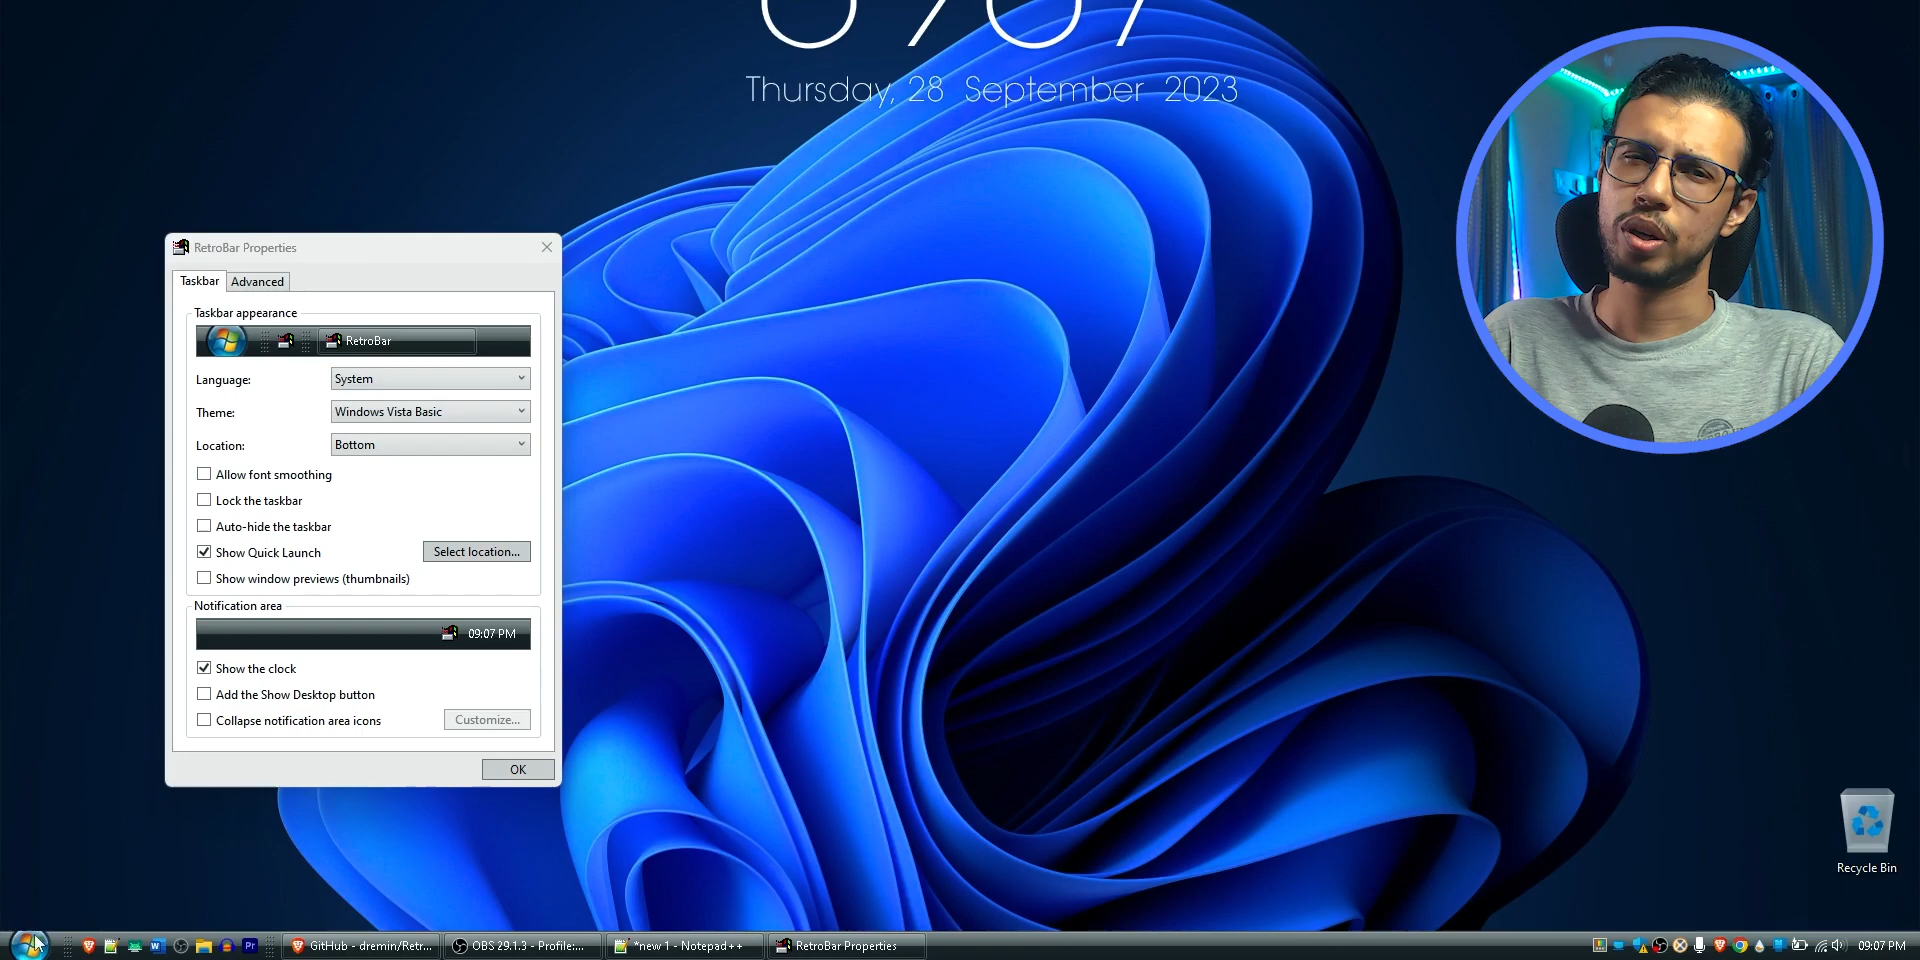 0907
Thursday, 28 September 2023
RetroBar Properties
Taskbar
Advanced
Taskbar appearance
RetroBar
Language:
System
Theme:
Windows Vista Basic
Location:
Bottom
Allow font smoothing
Lock the taskbar
Auto-hide the taskbar
Show Quick Launch
Select location...
Show window previews (thumbnails)
Notification area
09:07 PM
Show the clock
Add the Show Desktop button
Collapse notification area icons
Customize...
OK
Recycle Bin
W
Pr
GitHub - dremin/Retr...
OBS 29.1.3 - Profile:...
*new 1 - Notepad++
RetroBar Properties
09:07 PM